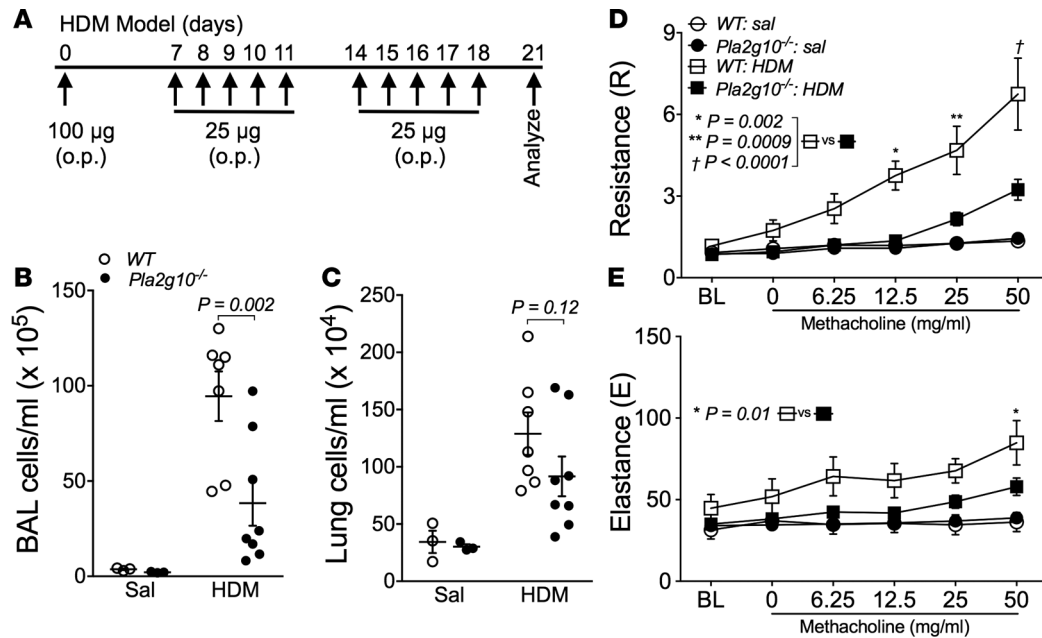 A
HDM Model (days)
0 7 8 9 10 11 14 15 16 17 18 21
100 µg
(o.p.)
25 µg
(o.p.)
25 µg
(o.p.)
Analyze
B
WT
Pla2g10-/-
BAL cells/ml (x 10⁵)
150
100
50
0
P = 0.002
Sal HDM
C
Lung cells/ml (x 10⁴)
250
200
150
100
50
0
P = 0.12
Sal HDM
D
WT: sal
Pla2g10-/-: sal
WT: HDM
Pla2g10-/-: HDM
* P = 0.002
** P = 0.0009
† P < 0.0001
vs
Resistance (R)
9
6
3
0
* ** †
BL 0 6.25 12.5 25 50
Methacholine (mg/ml)
E
Elastance (E)
150
100
50
0
* P = 0.01 vs
*
BL 0 6.25 12.5 25 50
Methacholine (mg/ml)